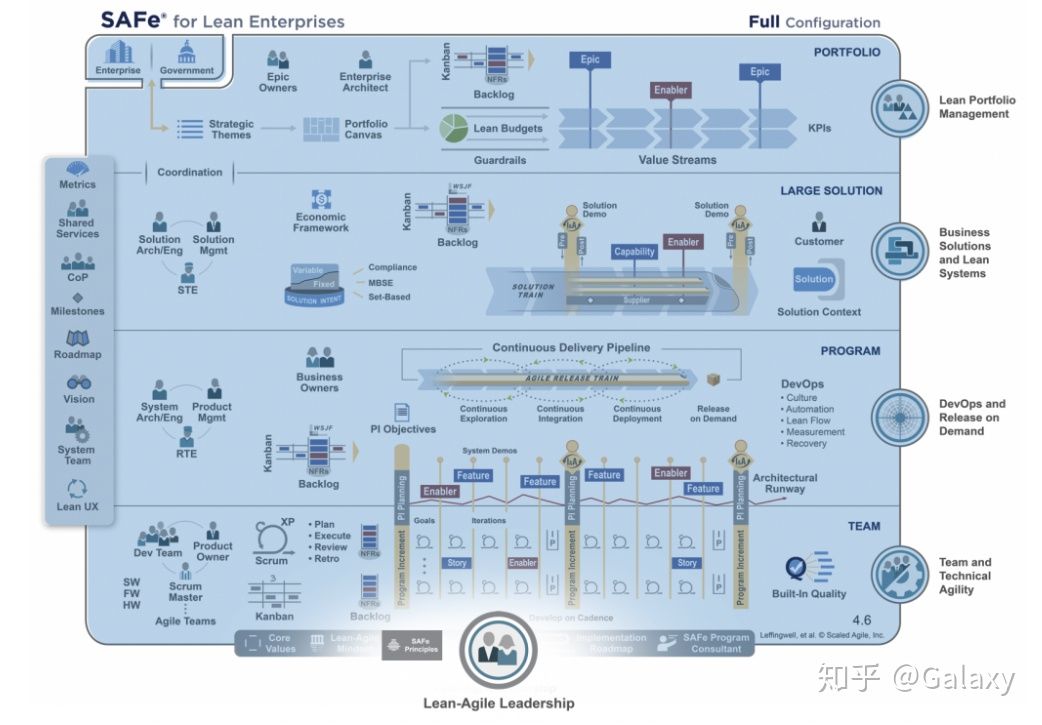 SAFe® for Lean Enterprises
Full Configuration
Enterprise
Government
Epic
Owners
Enterprise
Architect
Kanban
NFRs
Backlog
Epic
Enabler
Epic
PORTFOLIO
Strategic
Themes
Portfolio
Canvas
Lean Budgets
Guardrails
Value Streams
KPIs
Lean Portfolio
Management
Metrics
Shared
Services
CoP
Milestones
Roadmap
Vision
System
Team
Lean UX
Coordination
LARGE SOLUTION
Solution
Arch/Eng
Solution
Mgmt
STE
Economic
Framework
Kanban
WSJF
NFRs
Backlog
Variable
Fixed
SOLUTION INTENT
Compliance
MBSE
Set-Based
Solution
Demo
I&A
Pre
Post
Capability
Enabler
Solution
Demo
I&A
Pre
Post
SOLUTION
TRAIN
Supplier
Customer
Solution
Solution Context
Business
Solutions
and Lean
Systems
PROGRAM
System
Arch/Eng
Product
Mgmt
RTE
Business
Owners
Continuous Delivery Pipeline
AGILE RELEASE TRAIN
Continuous
Exploration
Continuous
Integration
Continuous
Deployment
Release
on Demand
DevOps
• Culture
• Automation
• Lean Flow
• Measurement
• Recovery
DevOps and
Release on
Demand
PI Objectives
Kanban
WSJF
NFRs
Backlog
System Demos
PI Planning
Enabler
Feature
Feature
I&A
PI Planning
Feature
Enabler
Feature
I&A
PI Planning
Architectural
Runway
TEAM
Dev Team
Product
Owner
Scrum
Master
SW
FW
HW
Agile Teams
XP
Scrum
• Plan
• Execute
• Review
• Retro
3
Kanban
NFRs
NFRs
Backlog
Program Increment
Goals
Iterations
Story
Enabler
I
P
I
P
Program Increment
Story
I
P
I
P
Program Increment
Develop on Cadence
Built-In Quality
Team and
Technical
Agility
4.6
Leffingwell, et al. © Scaled Agile, Inc.
Core
Values
Lean-Agile
Mindset
SAFe
Principles
Implementation
Roadmap
SAFe Program
Consultant
Lean-Agile Leadership
知乎 @Galaxy